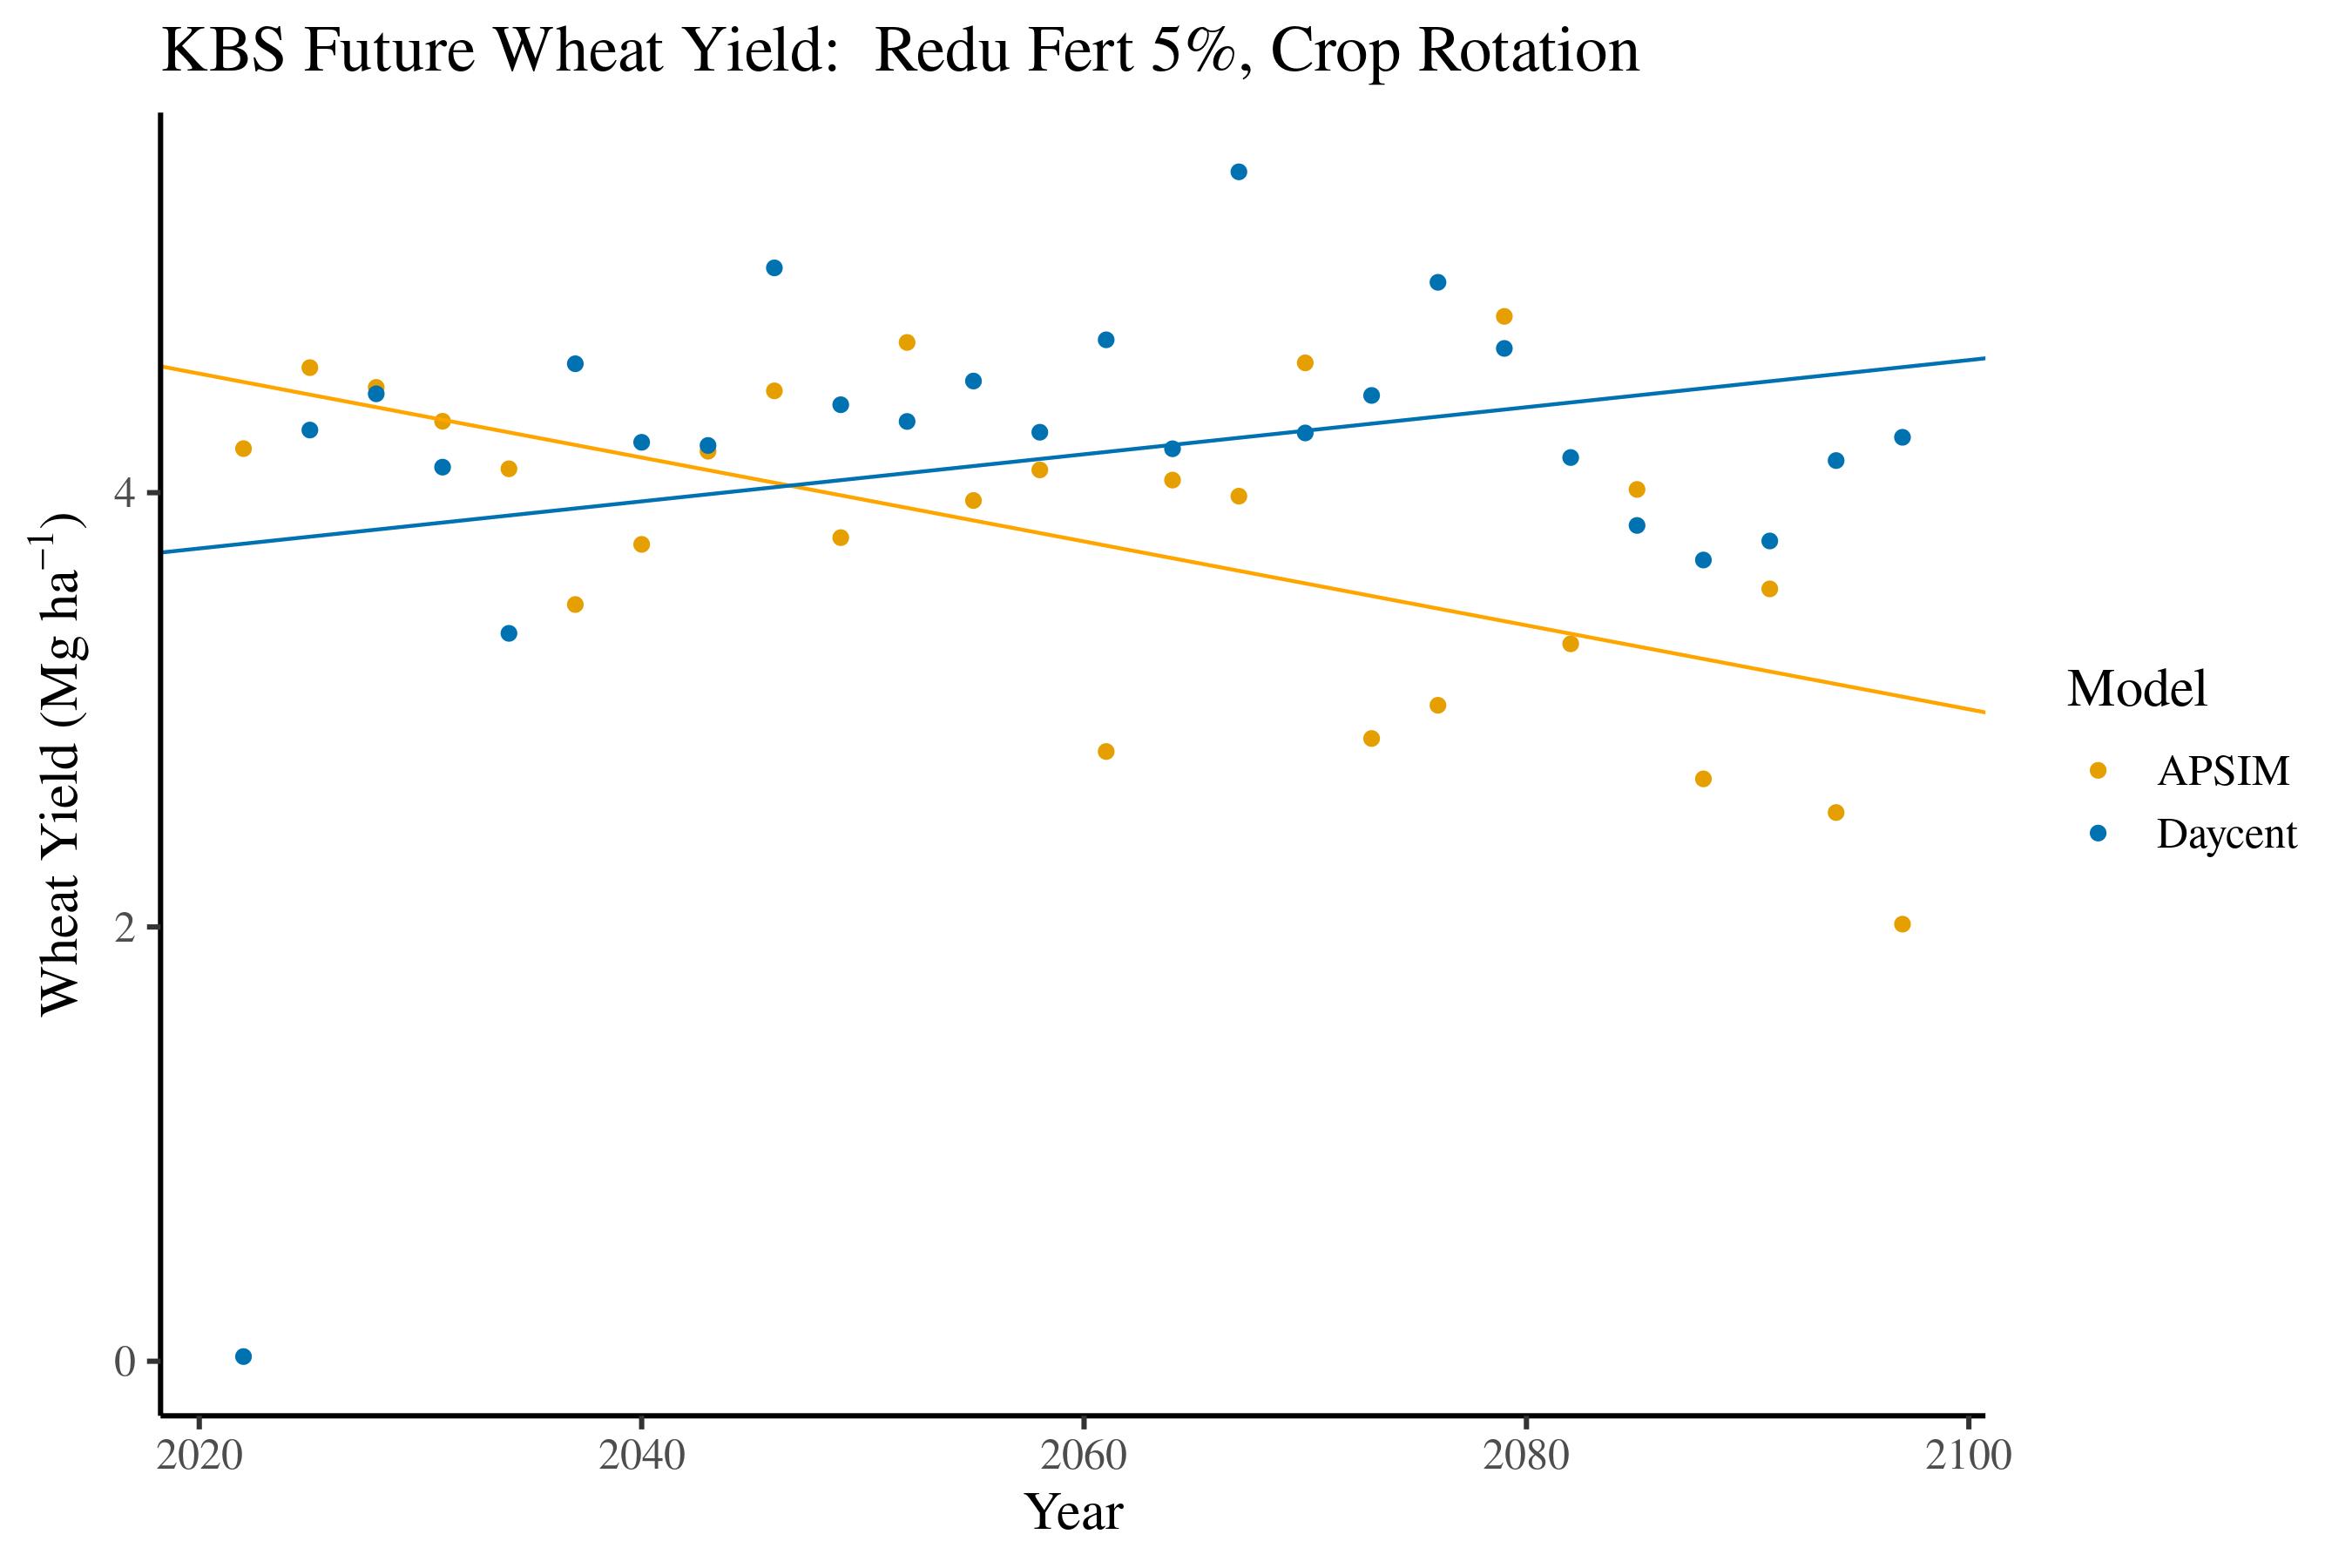 KBS Future Wheat Yield:  Redu Fert 5%, Crop Rotation
Wheat Yield (Mg ha⁻¹)
4
2
0
2020 2040 2060 2080 2100
Year
Model
APSIM
Daycent